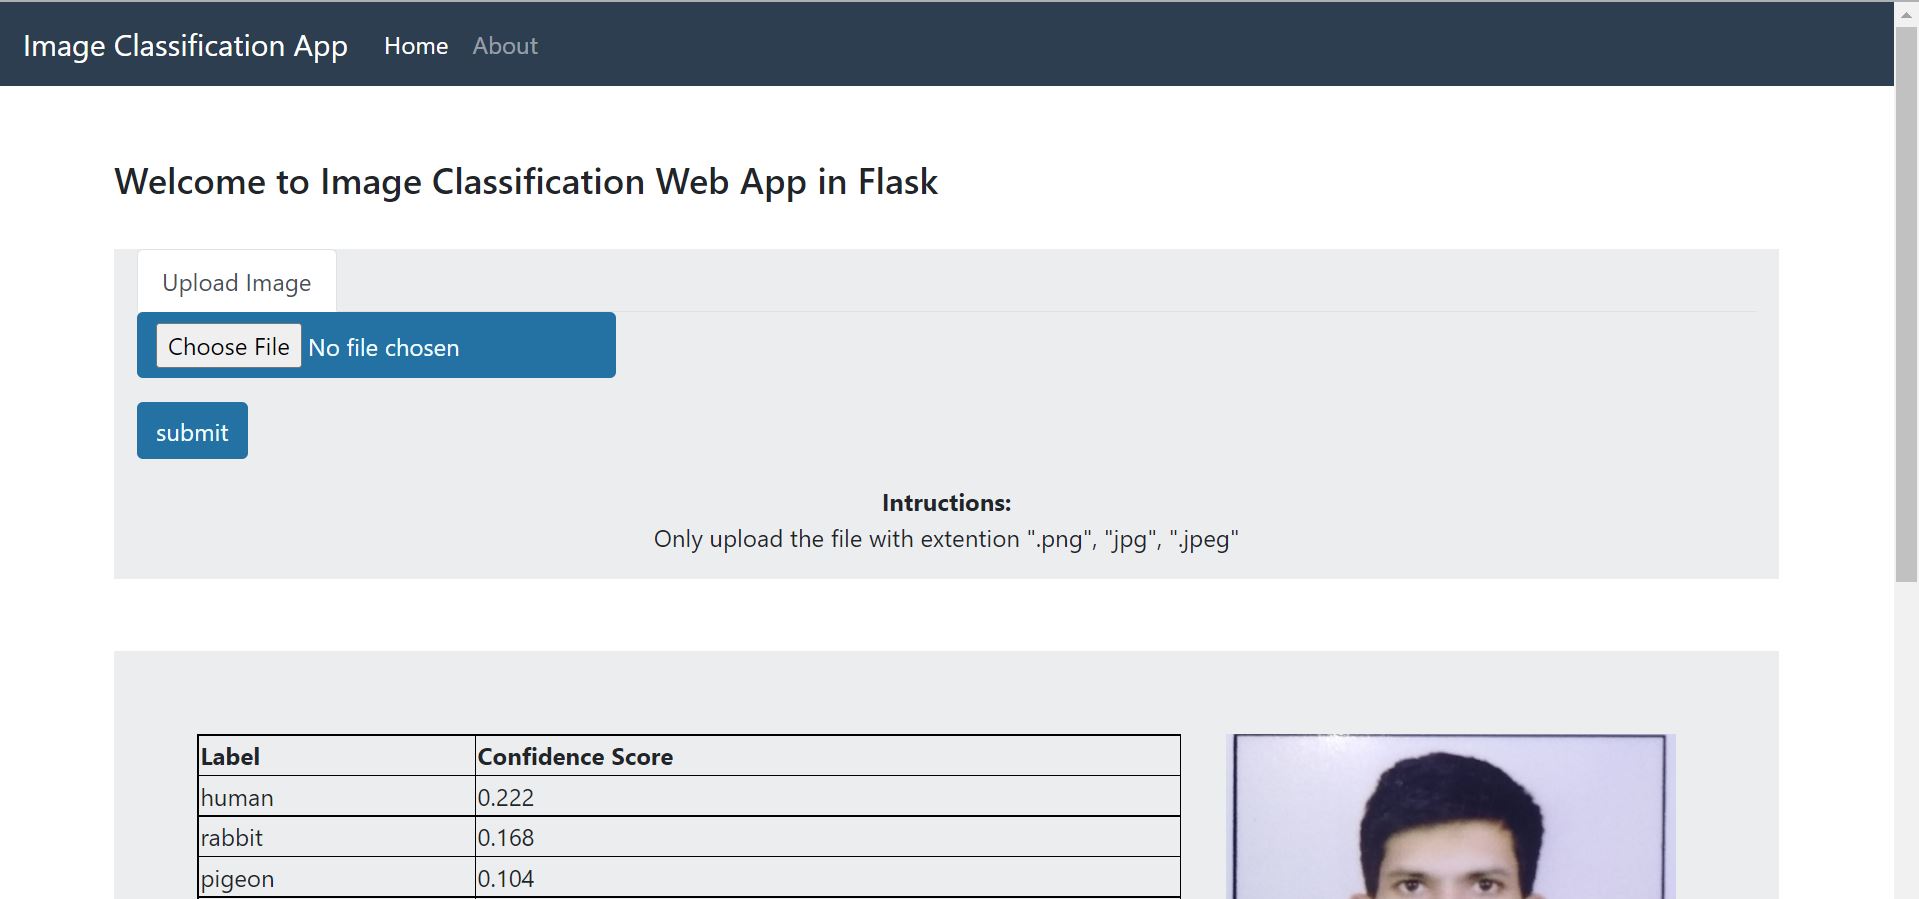 Image Classification App Home About
Welcome to Image Classification Web App in Flask
Upload Image
Choose File No file chosen
submit
Intructions:
Only upload the file with extention ".png", "jpg", ".jpeg"
Label Confidence Score
human 0.222
rabbit 0.168
pigeon 0.104